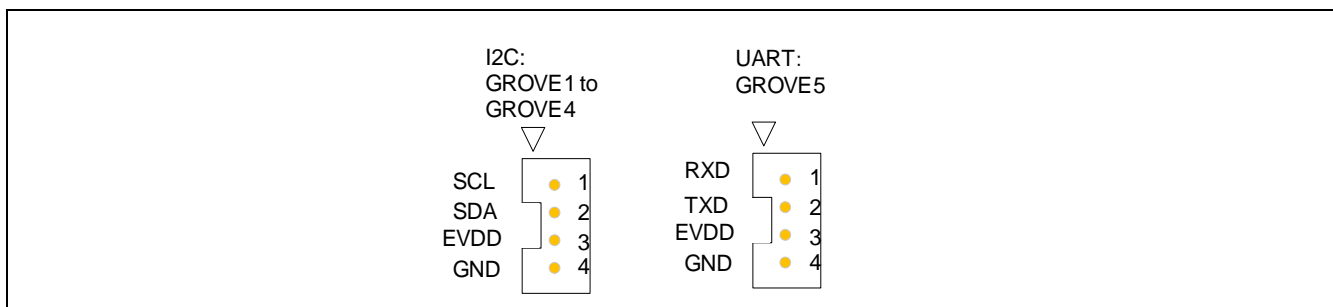 I2C:
GROVE1 to
GROVE4
SCL 1
SDA 2
EVDD 3
GND 4
UART:
GROVE5
RXD 1
TXD 2
EVDD 3
GND 4